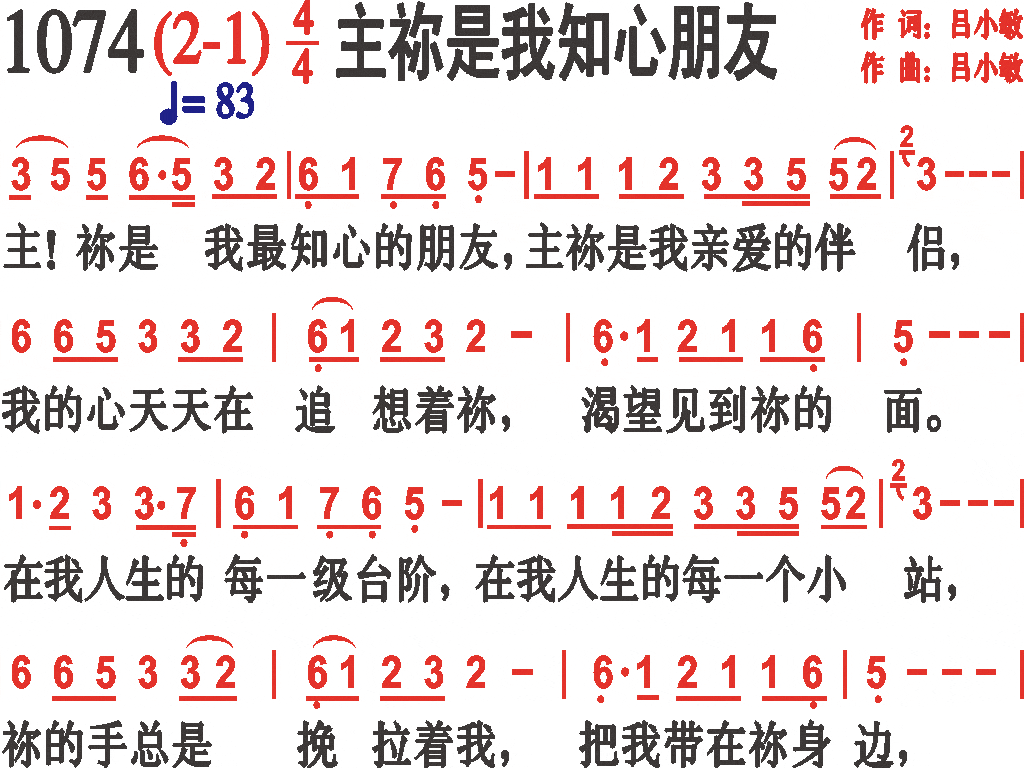 1074 (2-1) 4/4 主祢是我知心朋友
作 词：吕小敏
作 曲：吕小敏
♩= 83
3 5 5 6·5 3 2 | 6 1 7 6 5 – | 1 1 1 2 3 3 5 52 | 2 3 – – – |
主！祢是 我最知心的朋友，主祢是我亲爱的伴 侣，
6 6 5 3 3 2 | 6 1 2 3 2 – | 6·1 2 1 1 6 | 5 – – – |
我的心天天在 追 想着祢， 渴望见到祢的 面。
1·2 3 3·7 | 6 1 7 6 5 – | 1 1 1 1 2 3 3 5 52 | 2 3 – – – |
在我人生的 每一级台阶，在我人生的每一个小 站，
6 6 5 3 3 2 | 6 1 2 3 2 – | 6·1 2 1 1 6 | 5 – – – |
祢的手总是 挽 拉着我， 把我带在祢身 边，